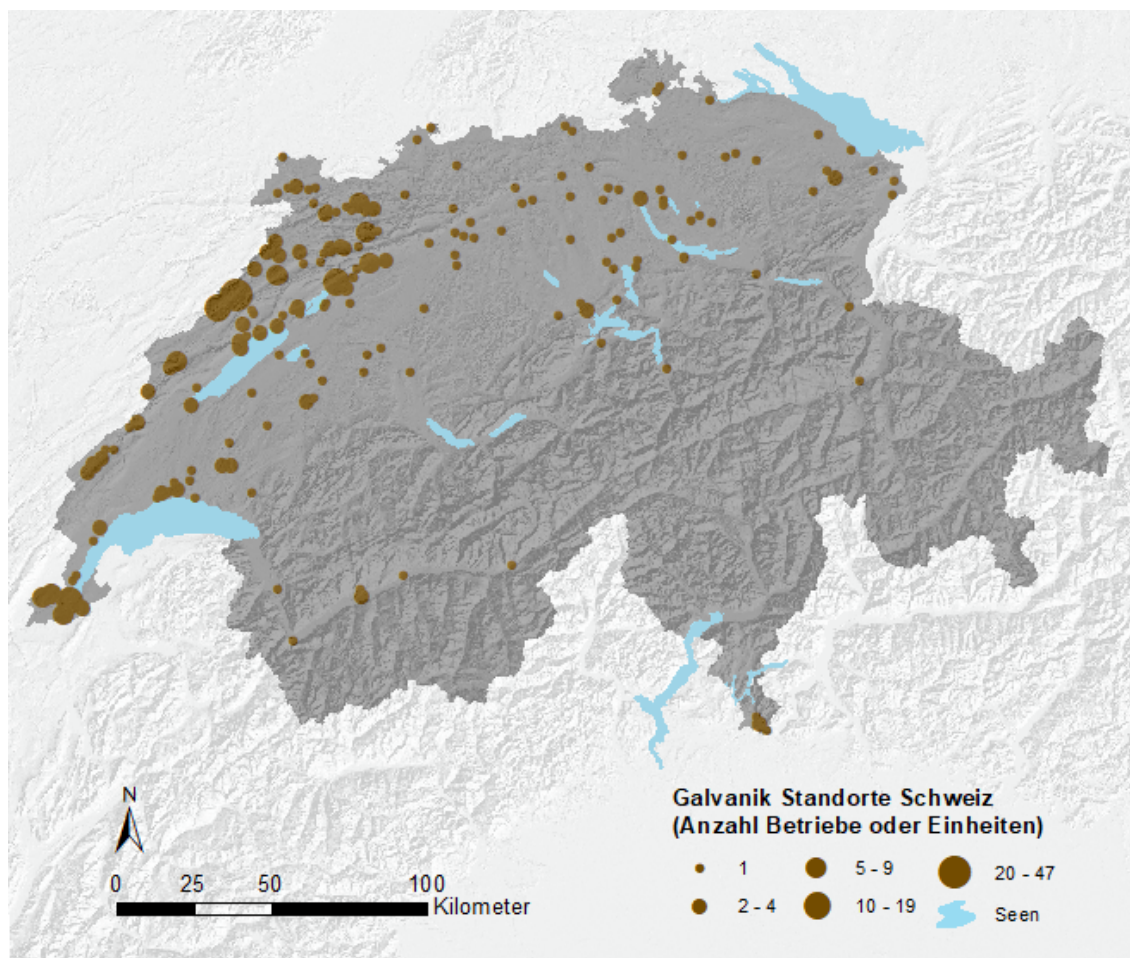 N
0 25 50 100
Kilometer
Galvanik Standorte Schweiz
(Anzahl Betriebe oder Einheiten)
1 5 - 9 20 - 47
2 - 4 10 - 19 Seen